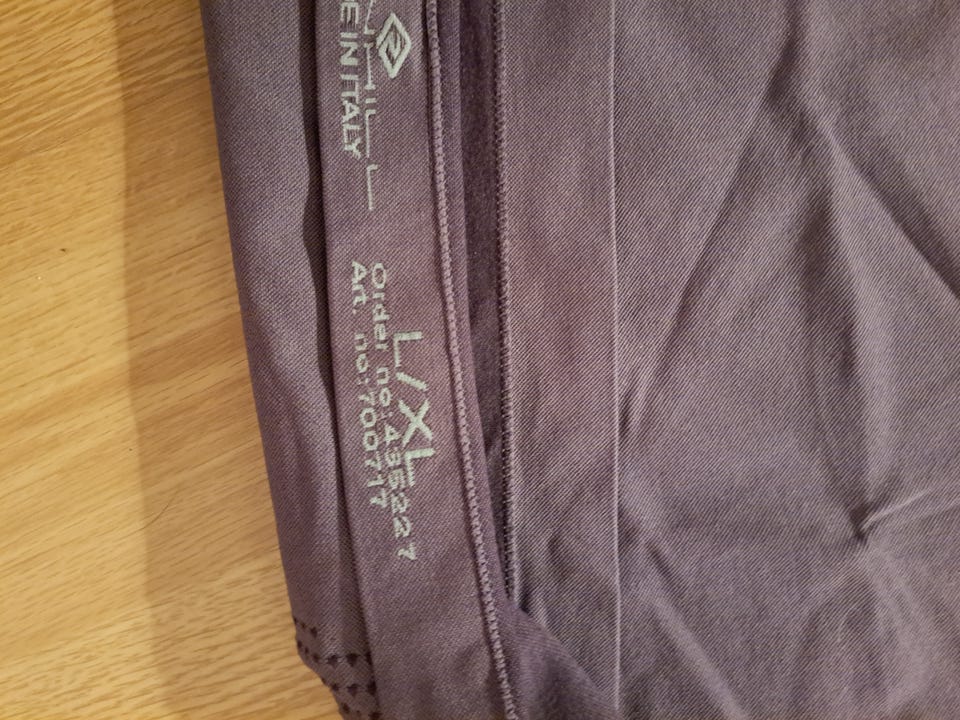 E IN ITALY
L/XL
Order no:435227
Art. no:700717